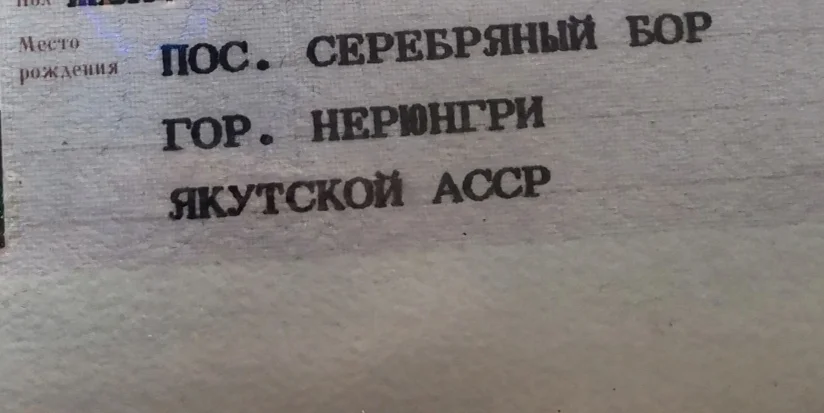 Место ПОС. СЕРЕБРЯНЫЙ БОР
рождения
ГОР. НЕРЮНГРИ
ЯКУТСКОЙ АССР